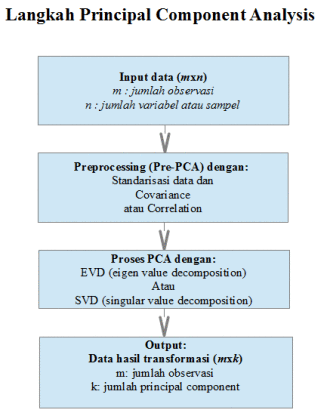 Langkah Principal Component Analysis
Input data (mxn)
m : jumlah observasi
n : jumlah variabel atau sampel
Preprocessing (Pre-PCA) dengan:
Standarisasi data dan
Covariance
atau Correlation
Proses PCA dengan:
EVD (eigen value decomposition)
Atau
SVD (singular value decomposition)
Output:
Data hasil transformasi (mxk)
m: jumlah observasi
k: jumlah principal component